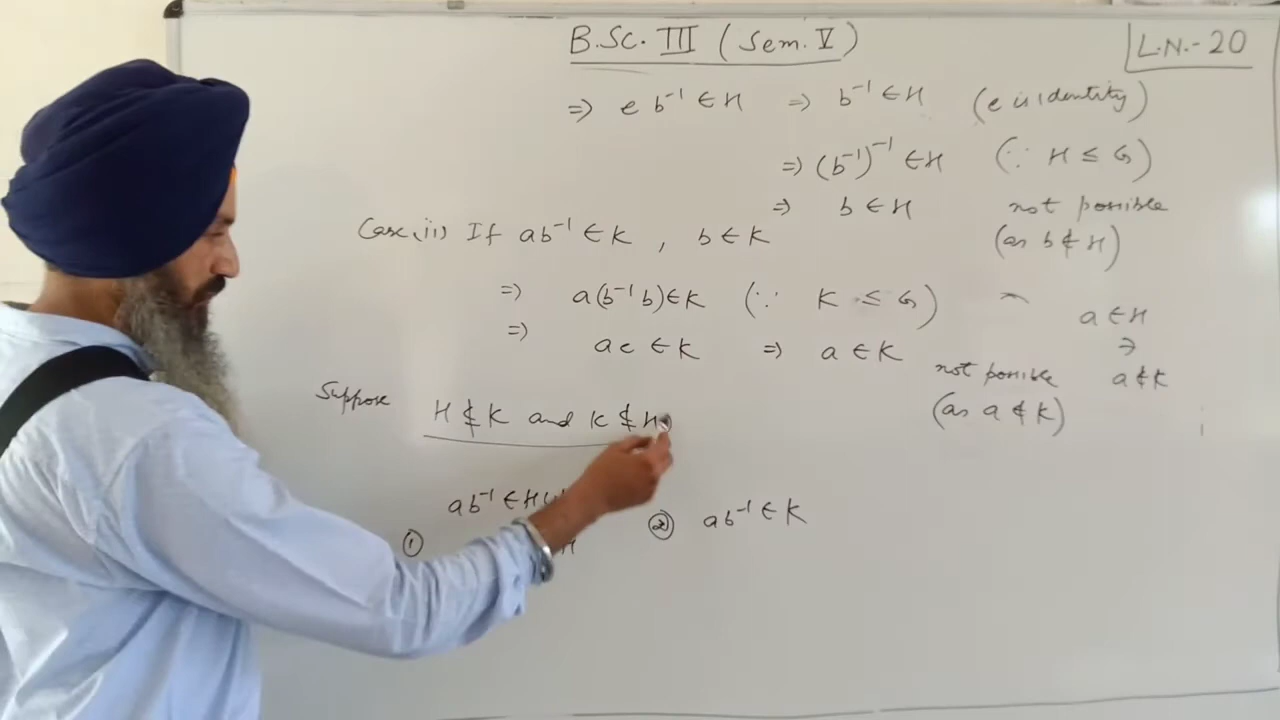 B.Sc. III (Sem. V)
L.N.-20
⇒ e b⁻¹ ∈ H ⇒ b⁻¹ ∈ H (e is identity)
⇒ (b⁻¹)⁻¹ ∈ H (∵ H ≤ G)
⇒ b ∈ H not possible
(as b ∉ H)
Case(ii) If ab⁻¹ ∈ K , b ∈ K
⇒ a(b⁻¹b) ∈ K (∵ K ≤ G)
⇒ ae ∈ K ⇒ a ∈ K
not possible
(as a ∉ K)
a ∈ H
⇒
a ∉ K
Suppose H ⊄ K and K ⊄ H
ab⁻¹ ∈ H ∪
① H
② ab⁻¹ ∈ K